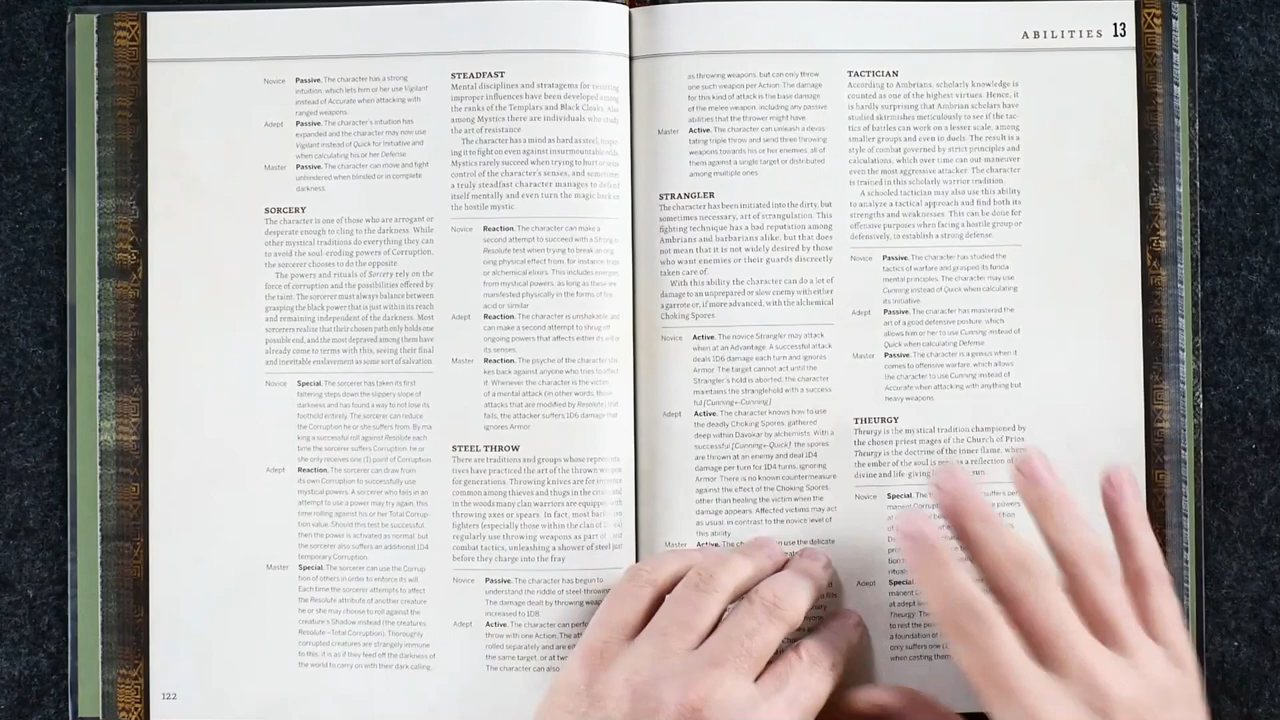 ABILITIES 13
Novice Passive. The character has a strong
intuition, which lets him or her use Vigilant
instead of Accurate when attacking with
ranged weapons.
Adept Passive. The character's intuition has
expanded and the character may now use
Vigilant instead of Quick for Initiative and
when calculating his or her Defense
Master Passive. The character can move and fight
unhindered when blinded or in complete
darkness.
SORCERY
The character is one of those who are arrogant or
desperate enough to cling to the darkness. While
other mystical traditions do everything they can
to avoid the soul-eroding powers of Corruption,
the sorcerer chooses to do the opposite.
The powers and rituals of Sorcery rely on the
force of corruption and the possibilities offered by
the taint. The sorcerer must always balance between
grasping the black power that is just within its reach
and remaining independent of the darkness. Most
sorcerers realize that their chosen path only holds one
possible end, and the most depraved among them have
already come to terms with this, seeing their final
and inevitable enslavement as some sort of salvation.
Novice Special. The sorcerer has taken its first
faltering steps down the slippery slope of
darkness and has found a way to not lose its
foothold entirely. The sorcerer can reduce
the Corruption he or she suffers from. By ma
king a successful roll against Resolute each
time the sorcerer suffers Corruption, he or
she only receives one (1) point of Corruption.
Adept Reaction. The sorcerer can draw from
its own Corruption to successfully use
mystical powers. A sorcerer who fails in an
attempt to use a power may try again, this
time rolling against his or her Total Corrup-
tion value. Should this test be successful,
then the power is activated as normal, but
the sorcerer also suffers an additional 1D4
temporary Corruption.
Master Special. The sorcerer can use the Corrup
tion of others in order to enforce its will.
Each time the sorcerer attempts to affect
the Resolute attribute of another creature
he or she may choose to roll against the
creature's Shadow instead (the creatures
Resolute – Total Corruption). Thoroughly
corrupted creatures are strangely immune
to this, it is as if they feed off the darkness of
the world to carry on with their dark calling.
122
STEADFAST
Mental disciplines and stratagems for resisting
improper influences have been developed among
the ranks of the Templars and Black Cloaks. Also
among Mystics there are individuals who study
the art of resistance
The character has a mind as hard as steel,
ing it to fight on even against insurmountable odds.
Mystics rarely succeed when trying to hurt or seize
control of the character's senses, and sometimes
a truly steadfast character manages to defend
itself mentally and even turn the magic back on
the hostile mystic
Novice Reaction. The character can make a
second attempt to succeed with a Strong or
Resolute test when trying to break an ong
oing physical effect from, for instance, traps
or alchemical elixirs. This includes energies
from mystical powers, as long as these are
manifested physically in the forms of fire
acid or similar
Adept Reaction. The character is unshakable, and
can make a second attempt to shrug off
ongoing powers that affects either its will or
its senses.
Master Reaction. The psyche of the character
kes back against anyone who tries to affect
it. Whenever the character is the victim
of a mental attack (in other words, those
attacks that are modified by Resolute) that
fails, the attacker suffers 1D6 damage that
ignores Armor.
STEEL THROW
There are traditions and groups whose representa
tives have practiced the art of the thrown weapon
for generations. Throwing knives are for instance
common among thieves and thugs in the cities and
in the woods many clan warriors are equipped with
throwing axes or spears. In fact, most barbarian
fighters (especially those within the clan of
regularly use throwing weapons as part of
combat tactics, unleashing a shower of steel just
before they charge into the fray
Novice Passive. The character has begun to
understand the riddle of steel throwing.
The damage dealt by throwing weapons
increased to 1D8.
Adept Active. The character can perform
throw with one Action. The
rolled separately and are
the same target, or at two
The character can also
as throwing weapons, but can only throw
one such weapon per Action. The damage
for this kind of attack is the base damage
of the melee weapon, including any passive
abilities that the thrower might have.
Master Active. The character can unleash a devas
tating triple throw and send three throwing
weapons towards his or her enemies, all of
them against a single target or distributed
among multiple ones.
STRANGLER
The character has been initiated into the dirty, but
sometimes necessary, art of strangulation. This
fighting technique has a bad reputation among
Ambrians and barbarians alike, but that does
not mean that it is not widely desired by those
who want enemies or their guards discreetly
taken care of.
With this ability the character can do a lot of
damage to an unprepared or slow enemy with either
a garrote or, if more advanced, with the alchemical
Choking Spores.
Novice Active. The novice Strangler may attack
when at an Advantage. A successful attack
deals 1D6 damage each turn and ignores
Armor. The target cannot act until the
Strangler's hold is aborted; the character
maintains the stranglehold with a success
ful [Cunning←Cunning]
Adept Active. The character knows how to use
the deadly Choking Spores, gathered
deep within Davokar by alchemists. With a
successful [Cunning←Quick] the spores
are thrown at an enemy and deal 1D4
damage per turn for 1D4 turns, ignoring
Armor. There is no known countermeasure
against the effect of the Choking Spores,
other than healing the victim when the
damage appears. Affected victims may act
as usual, in contrast to the novice level of
this ability
Master Active. The use the delicate
TACTICIAN
According to Ambrians, scholarly knowledge is
counted as one of the highest virtues. Hence, it
is hardly surprising that Ambrian scholars have
studied skirmishes meticulously to see if the tac-
tics of battles can work on a lesser scale, among
smaller groups and even in duels. The result is a
style of combat governed by strict principles and
calculations, which over time can out-maneuver
even the most aggressive attacker. The character
is trained in this scholarly warrior tradition.
A schooled tactician may also use this ability
to analyze a tactical approach and find both its
strengths and weaknesses. This can be done for
offensive purposes when facing a hostile group or
defensively, to establish a strong defense.
Novice Passive. The character has studied the
tactics of warfare and grasped its funda
mental principles. The character may use
Cunning instead of Quick when calculating
its Initiative.
Adept Passive. The character has mastered the
art of a good defensive posture, which
allows him or her to use Cunning instead of
Quick when calculating Defense
Master Passive. The character is a genius when it
comes to offensive warfare, which allows
the character to use Cunning instead of
Accurate when attacking with anything but
heavy weapons.
THEURGY
Theurgy is the mystical tradition championed by
the chosen priest mages of the Church of Prios
Theurgy is the doctrine of the inner flame, where
the ember of the soul is a reflection of
divine and life-giving sun
Novice Special. The suffers per
manent powers
Adept Special.
manent
at adept
Theurgy.
to rest the
a foundation of
only suffers one
when casting them